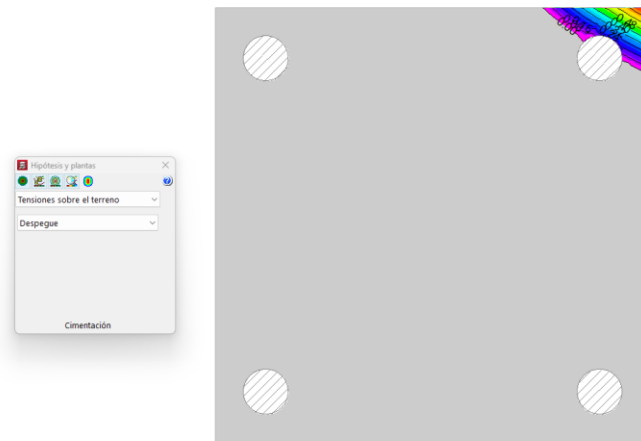 Hipótesis y plantas
Tensiones sobre el terreno
Despegue
Cimentación